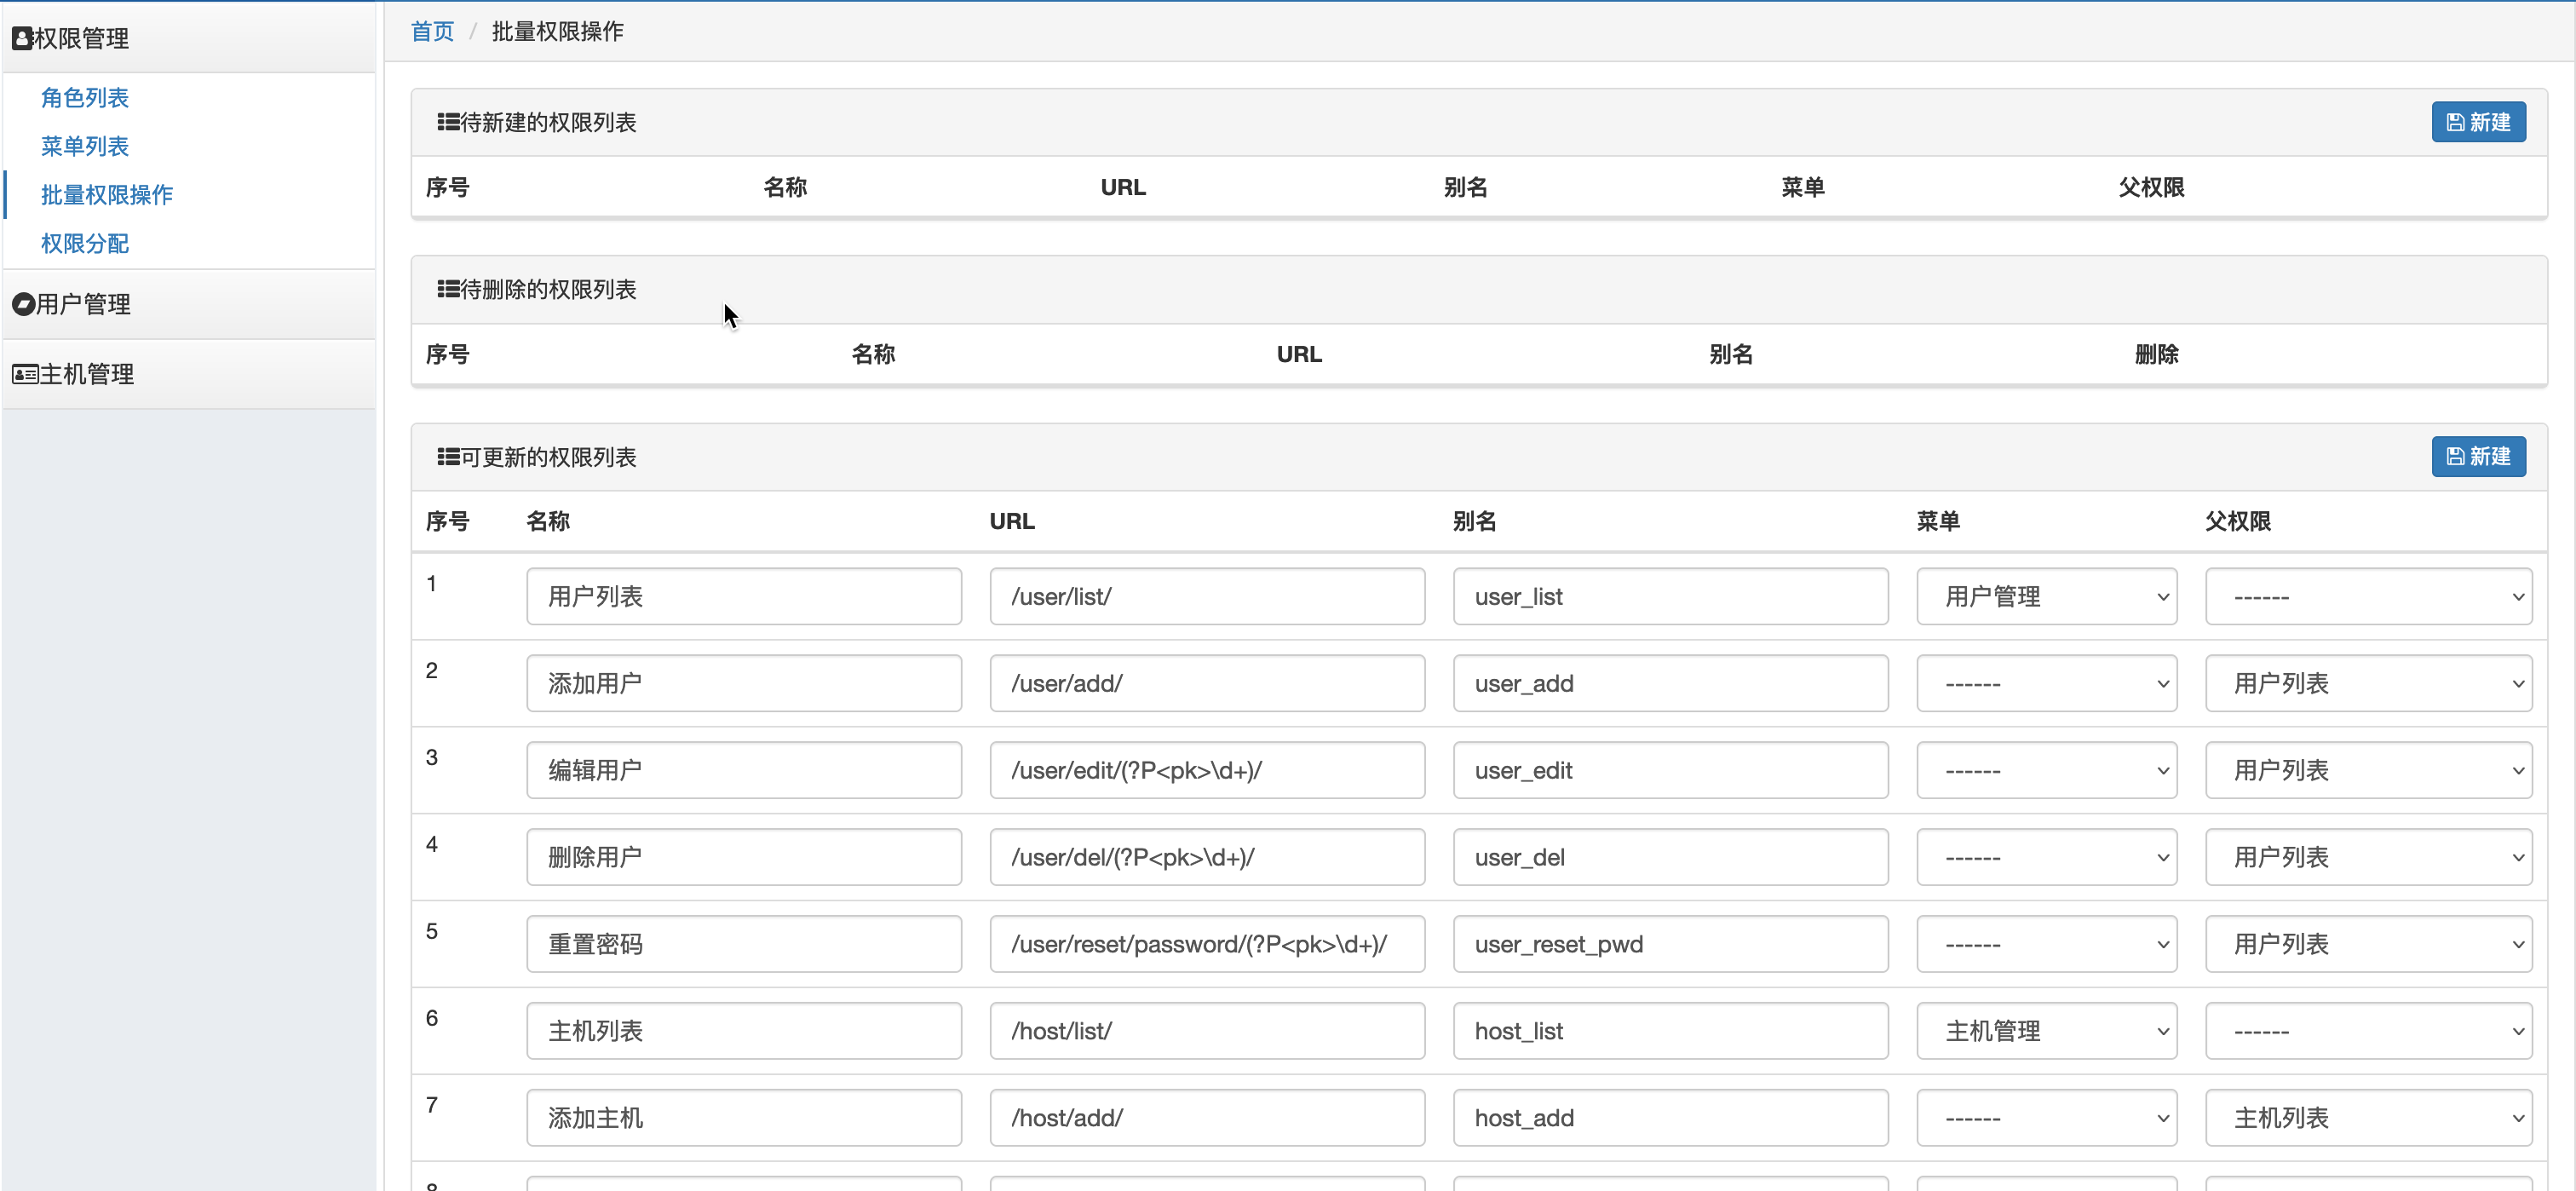 权限管理
角色列表
菜单列表
批量权限操作
权限分配
用户管理
主机管理
首页 / 批量权限操作
待新建的权限列表 新建
序号 名称 URL 别名 菜单 父权限
待删除的权限列表
序号 名称 URL 别名 删除
可更新的权限列表 新建
序号 名称 URL 别名 菜单 父权限
1 用户列表 /user/list/ user_list 用户管理 ------
2 添加用户 /user/add/ user_add ------ 用户列表
3 编辑用户 /user/edit/(?P<pk>\d+)/ user_edit ------ 用户列表
4 删除用户 /user/del/(?P<pk>\d+)/ user_del ------ 用户列表
5 重置密码 /user/reset/password/(?P<pk>\d+)/ user_reset_pwd ------ 用户列表
6 主机列表 /host/list/ host_list 主机管理 ------
7 添加主机 /host/add/ host_add ------ 主机列表